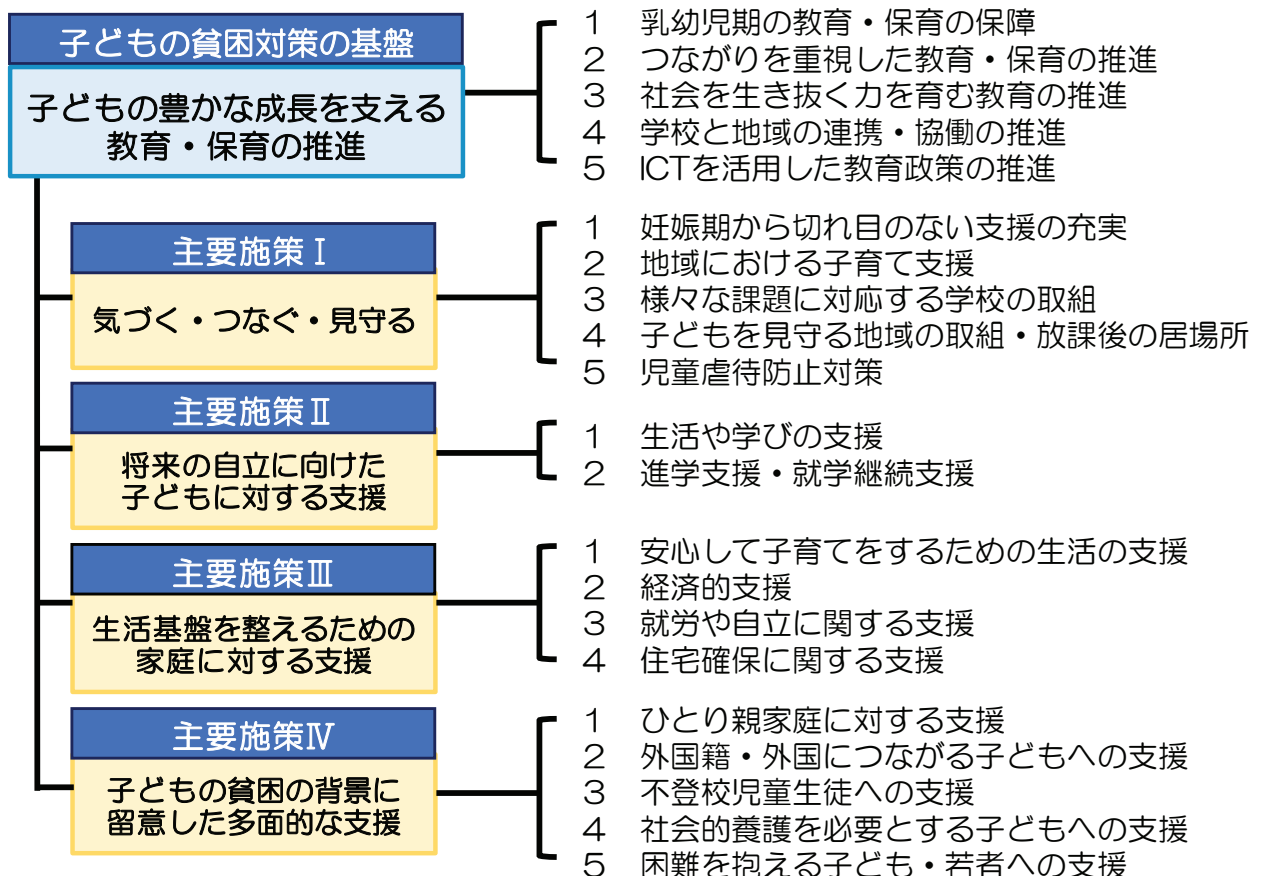 子どもの貧困対策の基盤
子どもの豊かな成長を支える
教育・保育の推進
1 乳幼児期の教育・保育の保障
2 つながりを重視した教育・保育の推進
3 社会を生き抜く力を育む教育の推進
4 学校と地域の連携・協働の推進
5 ICTを活用した教育政策の推進
主要施策Ⅰ
気づく・つなぐ・見守る
1 妊娠期から切れ目のない支援の充実
2 地域における子育て支援
3 様々な課題に対応する学校の取組
4 子どもを見守る地域の取組・放課後の居場所
5 児童虐待防止対策
主要施策Ⅱ
将来の自立に向けた
子どもに対する支援
1 生活や学びの支援
2 進学支援・就学継続支援
主要施策Ⅲ
生活基盤を整えるための
家庭に対する支援
1 安心して子育てをするための生活の支援
2 経済的支援
3 就労や自立に関する支援
4 住宅確保に関する支援
主要施策Ⅳ
子どもの貧困の背景に
留意した多面的な支援
1 ひとり親家庭に対する支援
2 外国籍・外国につながる子どもへの支援
3 不登校児童生徒への支援
4 社会的養護を必要とする子どもへの支援
5 困難を抱える子ども・若者への支援